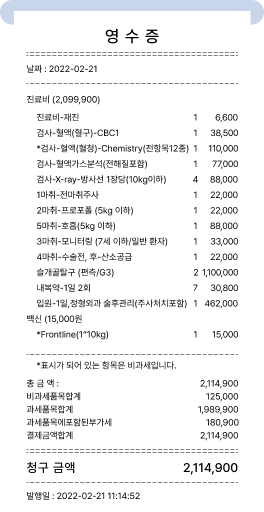 영수증
날짜 : 2022-02-21
진료비 (2,099,900)
진료비-재진 1 6,600
검사-혈액(혈구)-CBC1 1 38,500
*검사-혈액(혈청)-Chemistry(전항목12종) 1 110,000
검사-혈액가스분석(전해질포함) 1 77,000
검사-X-ray-방사선 1장당(10kg이하) 4 88,000
1마취-전마취주사 1 22,000
2마취-프로포폴 (5kg 이하) 1 22,000
5마취-호흡(5kg 이하) 1 88,000
3마취-모니터링 (7세 이하/일반 환자) 1 33,000
4마취-수술전, 후-산소공급 1 22,000
슬개골탈구 (편측/G3) 2 1,100,000
내복약-1일 2회 7 30,800
입원-1일,정형외과 술후관리(주사처치포함) 1 462,000
백신 (15,000원
*Frontline(1~10kg) 1 15,000
*표시가 되어 있는 항목은 비과세입니다.
총 금 액 : 2,114,900
비과세품목합계 125,000
과세품목합계 1,989,900
과세품목에포함된부가세 180,900
결제금액합계 2,114,900
청구 금액 2,114,900
발행일 : 2022-02-21 11:14:52